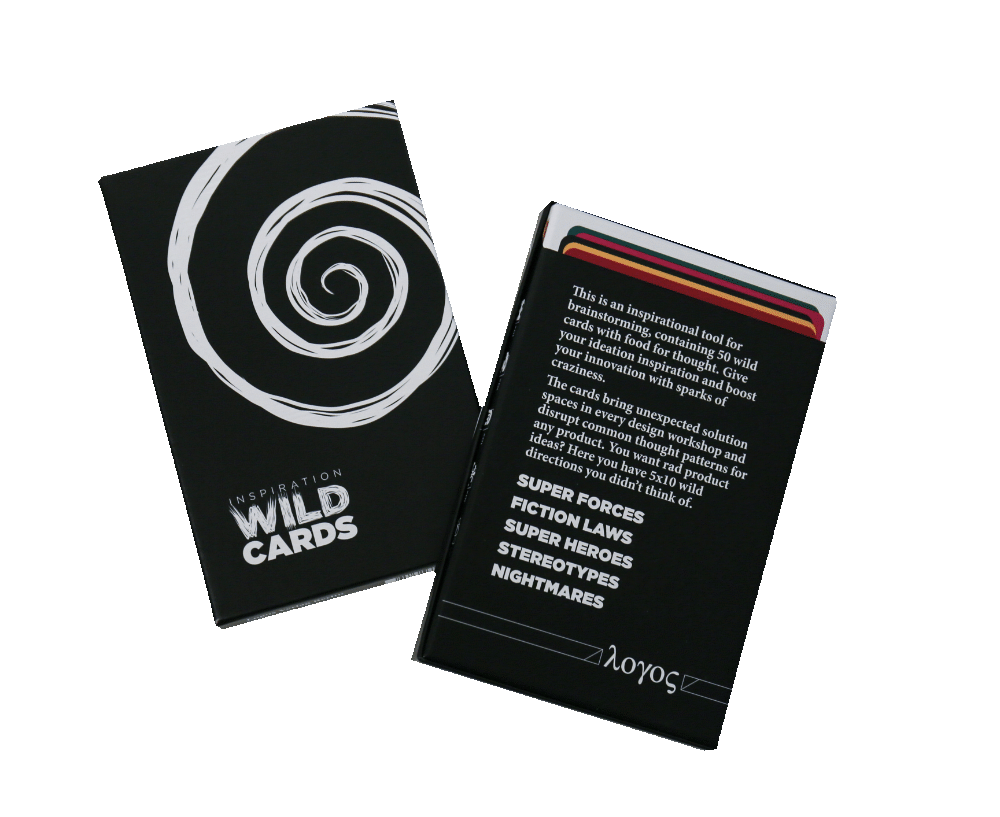 INSPIRATION
WILD
CARDS
This is an inspirational tool for
brainstorming, containing 50 wild
cards with food for thought. Give
your ideation inspiration and boost
your innovation with sparks of
craziness.
The cards bring unexpected solution
spaces in every design workshop and
disrupt common thought patterns for
any product. You want rad product
ideas? Here you have 5x10 wild
directions you didn't think of.
SUPER FORCES
FICTION LAWS
SUPER HEROES
STEREOTYPES
NIGHTMARES
λογος